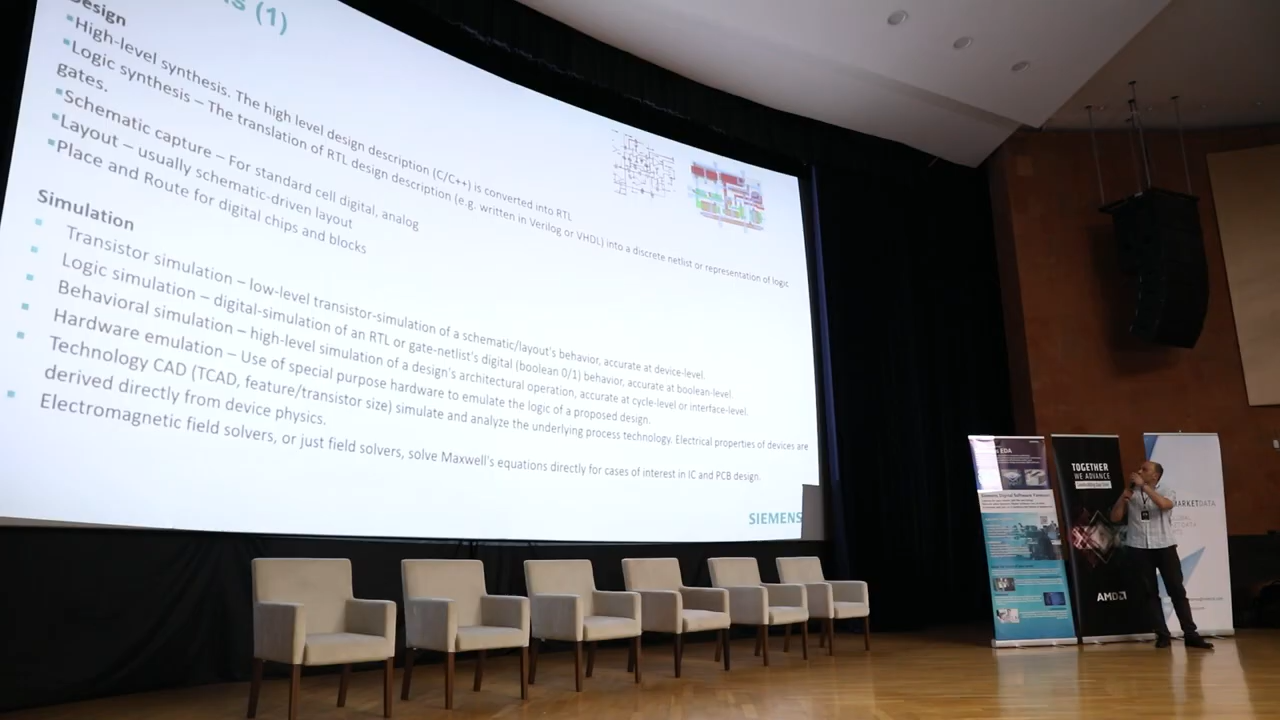 (1)
Design
High-level synthesis. The high level design description (C/C++) is converted into RTL
Logic synthesis – The translation of RTL design description (e.g. written in Verilog or VHDL) into a discrete netlist or representation of logic
gates.
Schematic capture – For standard cell digital, analog
Layout – usually schematic-driven layout
Place and Route for digital chips and blocks
Simulation
Transistor simulation – low-level transistor-simulation of a schematic/layout's behavior, accurate at device-level.
Logic simulation – digital-simulation of an RTL or gate-netlist's digital (boolean 0/1) behavior, accurate at boolean-level.
Behavioral simulation – high-level simulation of a design's architectural operation, accurate at cycle-level or interface-level.
Hardware emulation – Use of special purpose hardware to emulate the logic of a proposed design.
Technology CAD (TCAD, feature/transistor size) simulate and analyze the underlying process technology. Electrical properties of devices are
derived directly from device physics.
Electromagnetic field solvers, or just field solvers, solve Maxwell's equations directly for cases of interest in IC and PCB design.
SIEMENS
EDA
Siemens Digital Software
TOGETHER
WE ADVANCE
AMD
MARKETDATA